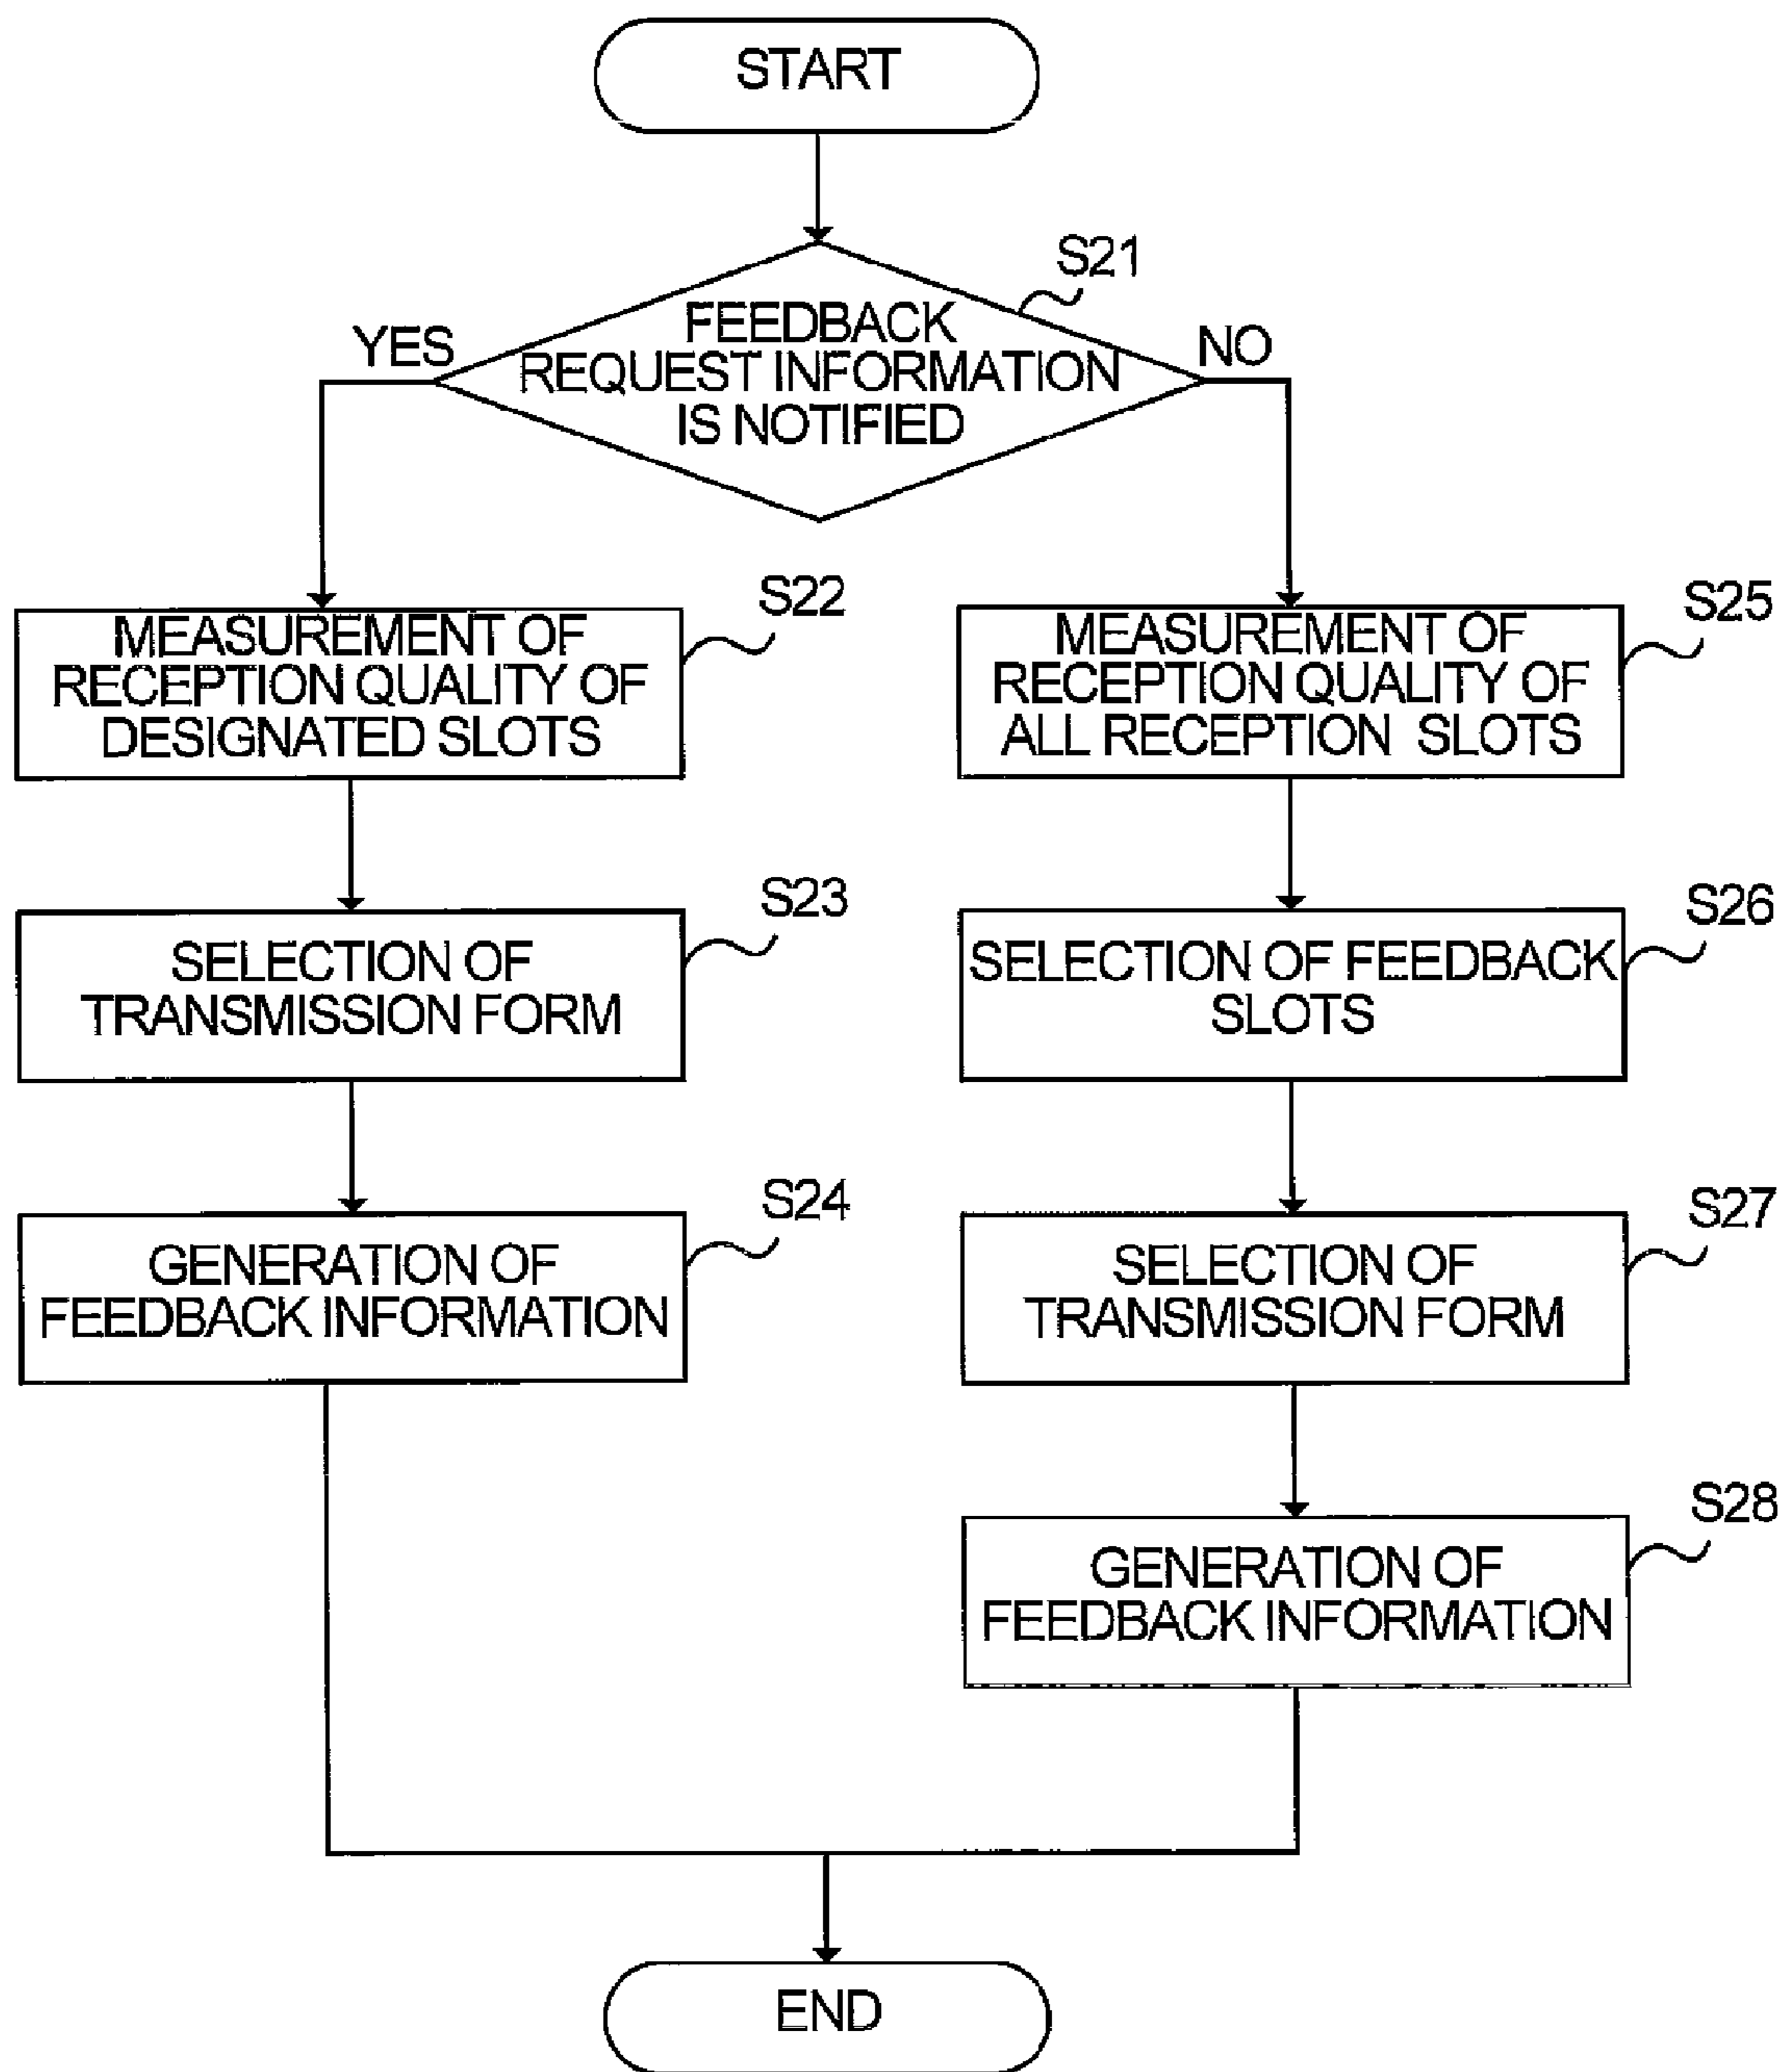 START
S21
FEEDBACK
REQUEST INFORMATION
IS NOTIFIED
YES
NO
S22
MEASUREMENT OF
RECEPTION QUALITY OF
DESIGNATED SLOTS
S23
SELECTION OF
TRANSMISSION FORM
S24
GENERATION OF
FEEDBACK INFORMATION
S25
MEASUREMENT OF
RECEPTION QUALITY OF
ALL RECEPTION SLOTS
S26
SELECTION OF FEEDBACK
SLOTS
S27
SELECTION OF
TRANSMISSION FORM
S28
GENERATION OF
FEEDBACK INFORMATION
END